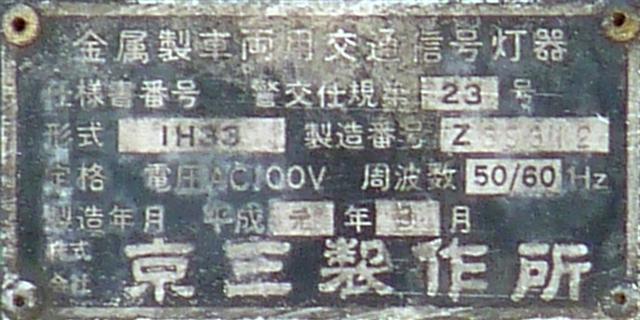 金属製車両用交通信号灯器
仕様書番号 警交仕規 23 号
形式 1H33 製造番号
定格 電圧AC100V 周波数 50/60 Hz
製造年月 平成元年3月
株式会社 京三製作所